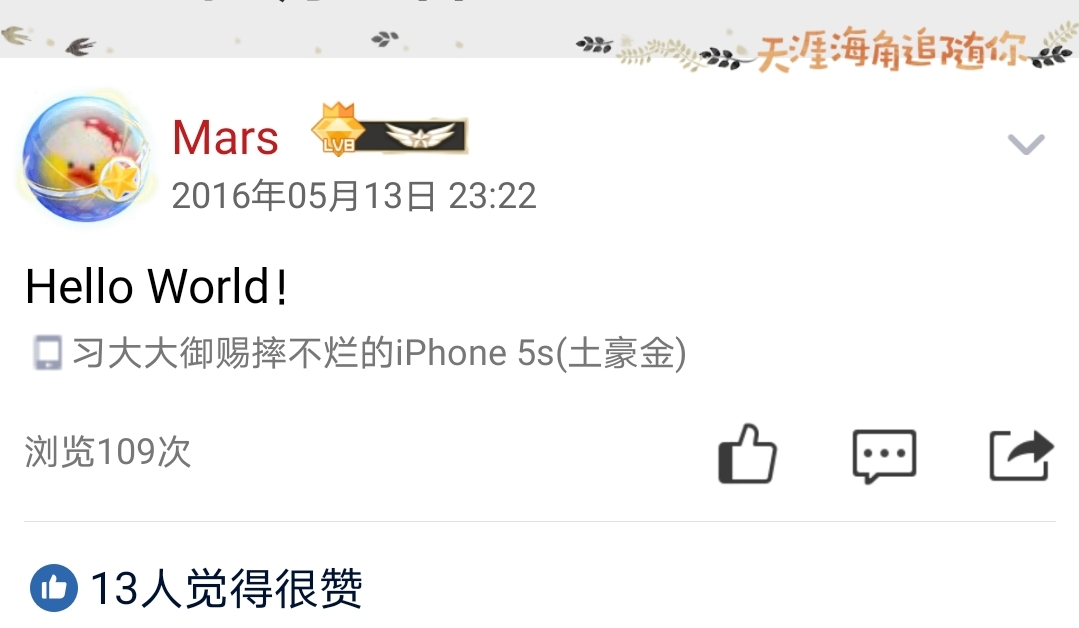 天涯海角追随你
Mars LV8
2016年05月13日 23:22
Hello World!
习大大御赐摔不烂的iPhone 5s(土豪金)
浏览109次
13人觉得很赞